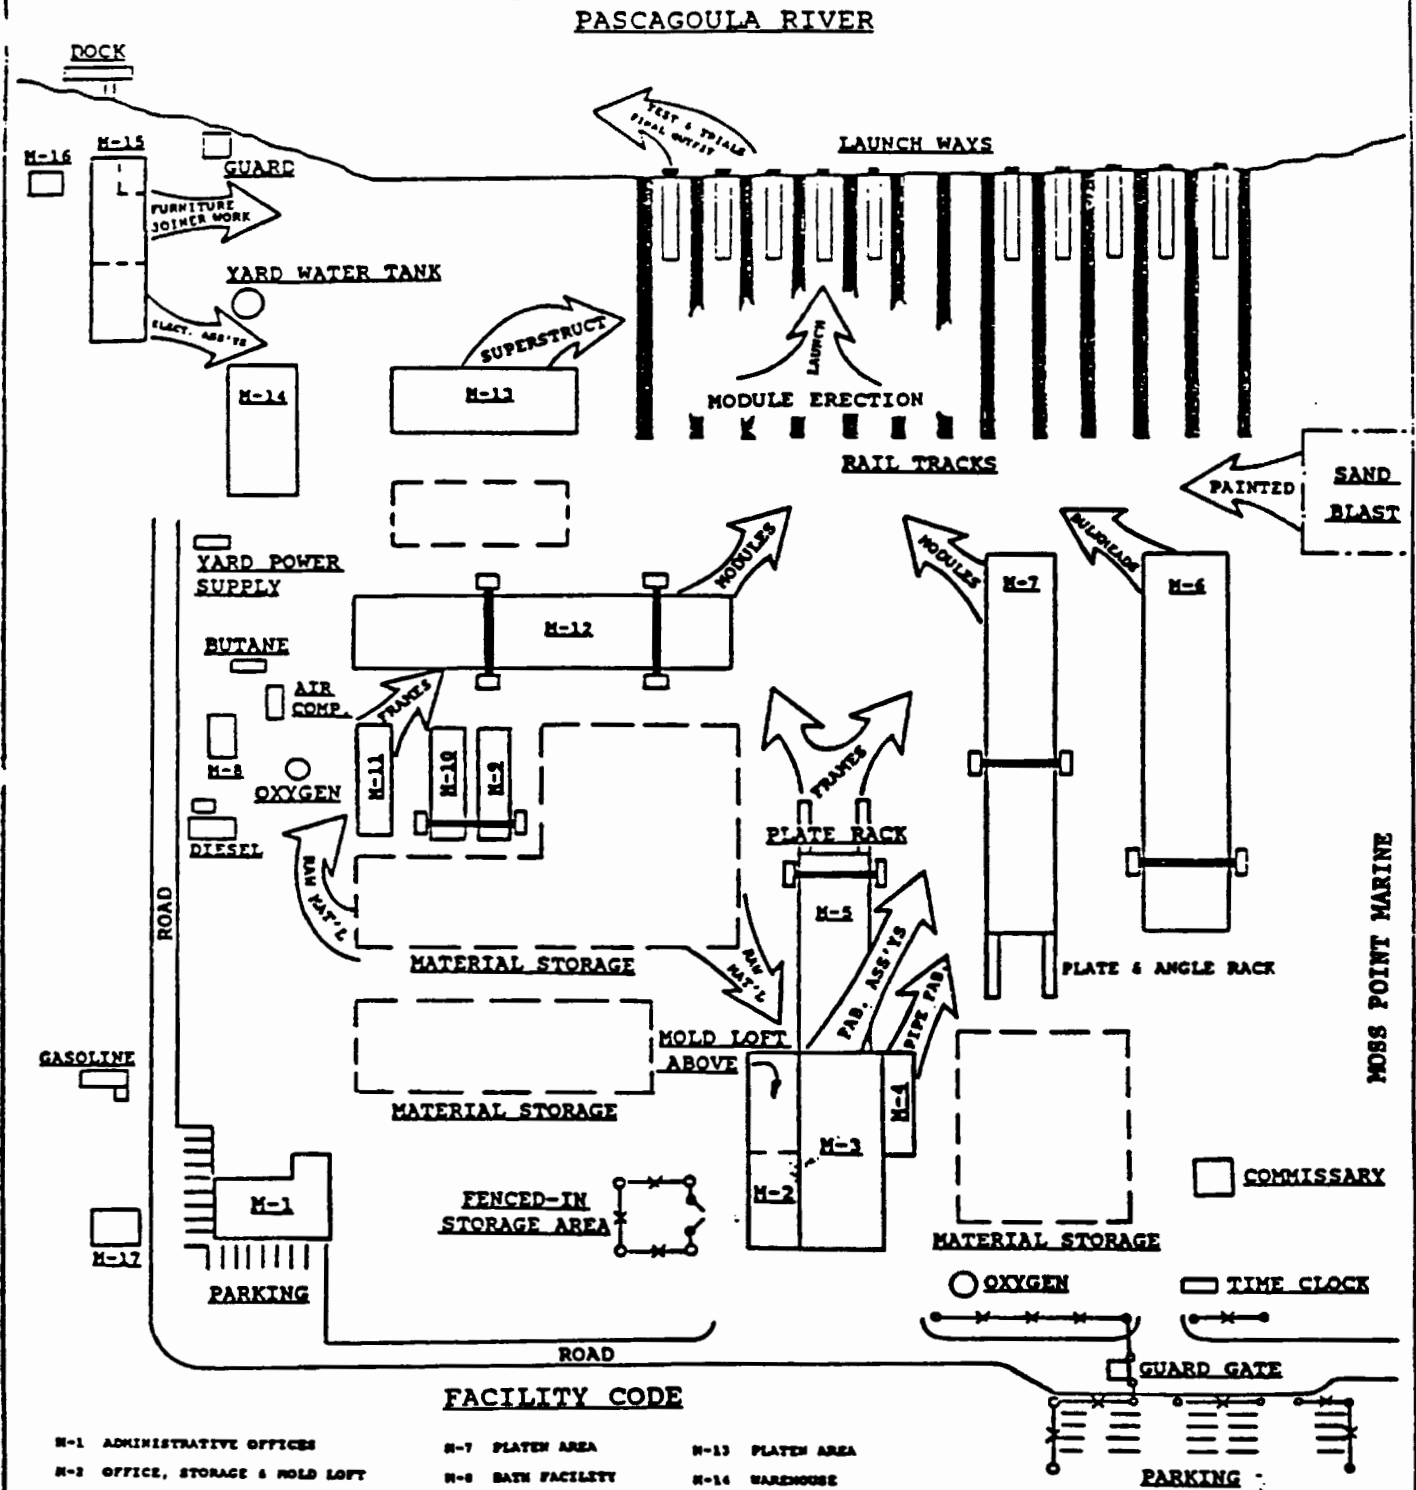 PASCAGOULA RIVER
DOCK
M-16
M-15
GUARD
TEST & TRIALS
FINAL OUTFIT
LAUNCH WAYS
FURNITURE
JOINER WORK
YARD WATER TANK
ELECT. ASS'YS
SUPERSTRUCT
LAUNCH
M-14
M-13
MODULE ERECTION
RAIL TRACKS
PAINTED
SAND
BLAST
YARD POWER
SUPPLY
MODULES
MODULES
M-7
BULKHEADS
M-6
M-12
BUTANE
AIR
COMP.
FRAMES
M-8
OXYGEN
M-11
M-10
M-9
FRAMES
DIESEL
PLATE RACK
RAW MAT'L
M-5
ROAD
MATERIAL STORAGE
RAW
MAT'L
FAB. ASS'YS
PIPE FAB.
PLATE & ANGLE RACK
MOSS POINT MARINE
GASOLINE
MOLD LOFT
ABOVE
MATERIAL STORAGE
M-4
M-3
M-2
M-1
M-17
FENCED-IN
STORAGE AREA
COMMISSARY
MATERIAL STORAGE
PARKING
OXYGEN
TIME CLOCK
ROAD
GUARD GATE
FACILITY CODE
M-1 ADMINISTRATIVE OFFICES
M-7 PLATEN AREA
M-13 PLATEN AREA
M-2 OFFICE, STORAGE & MOLD LOFT
M-8 BATH FACILITY
M-14 WAREHOUSE
PARKING